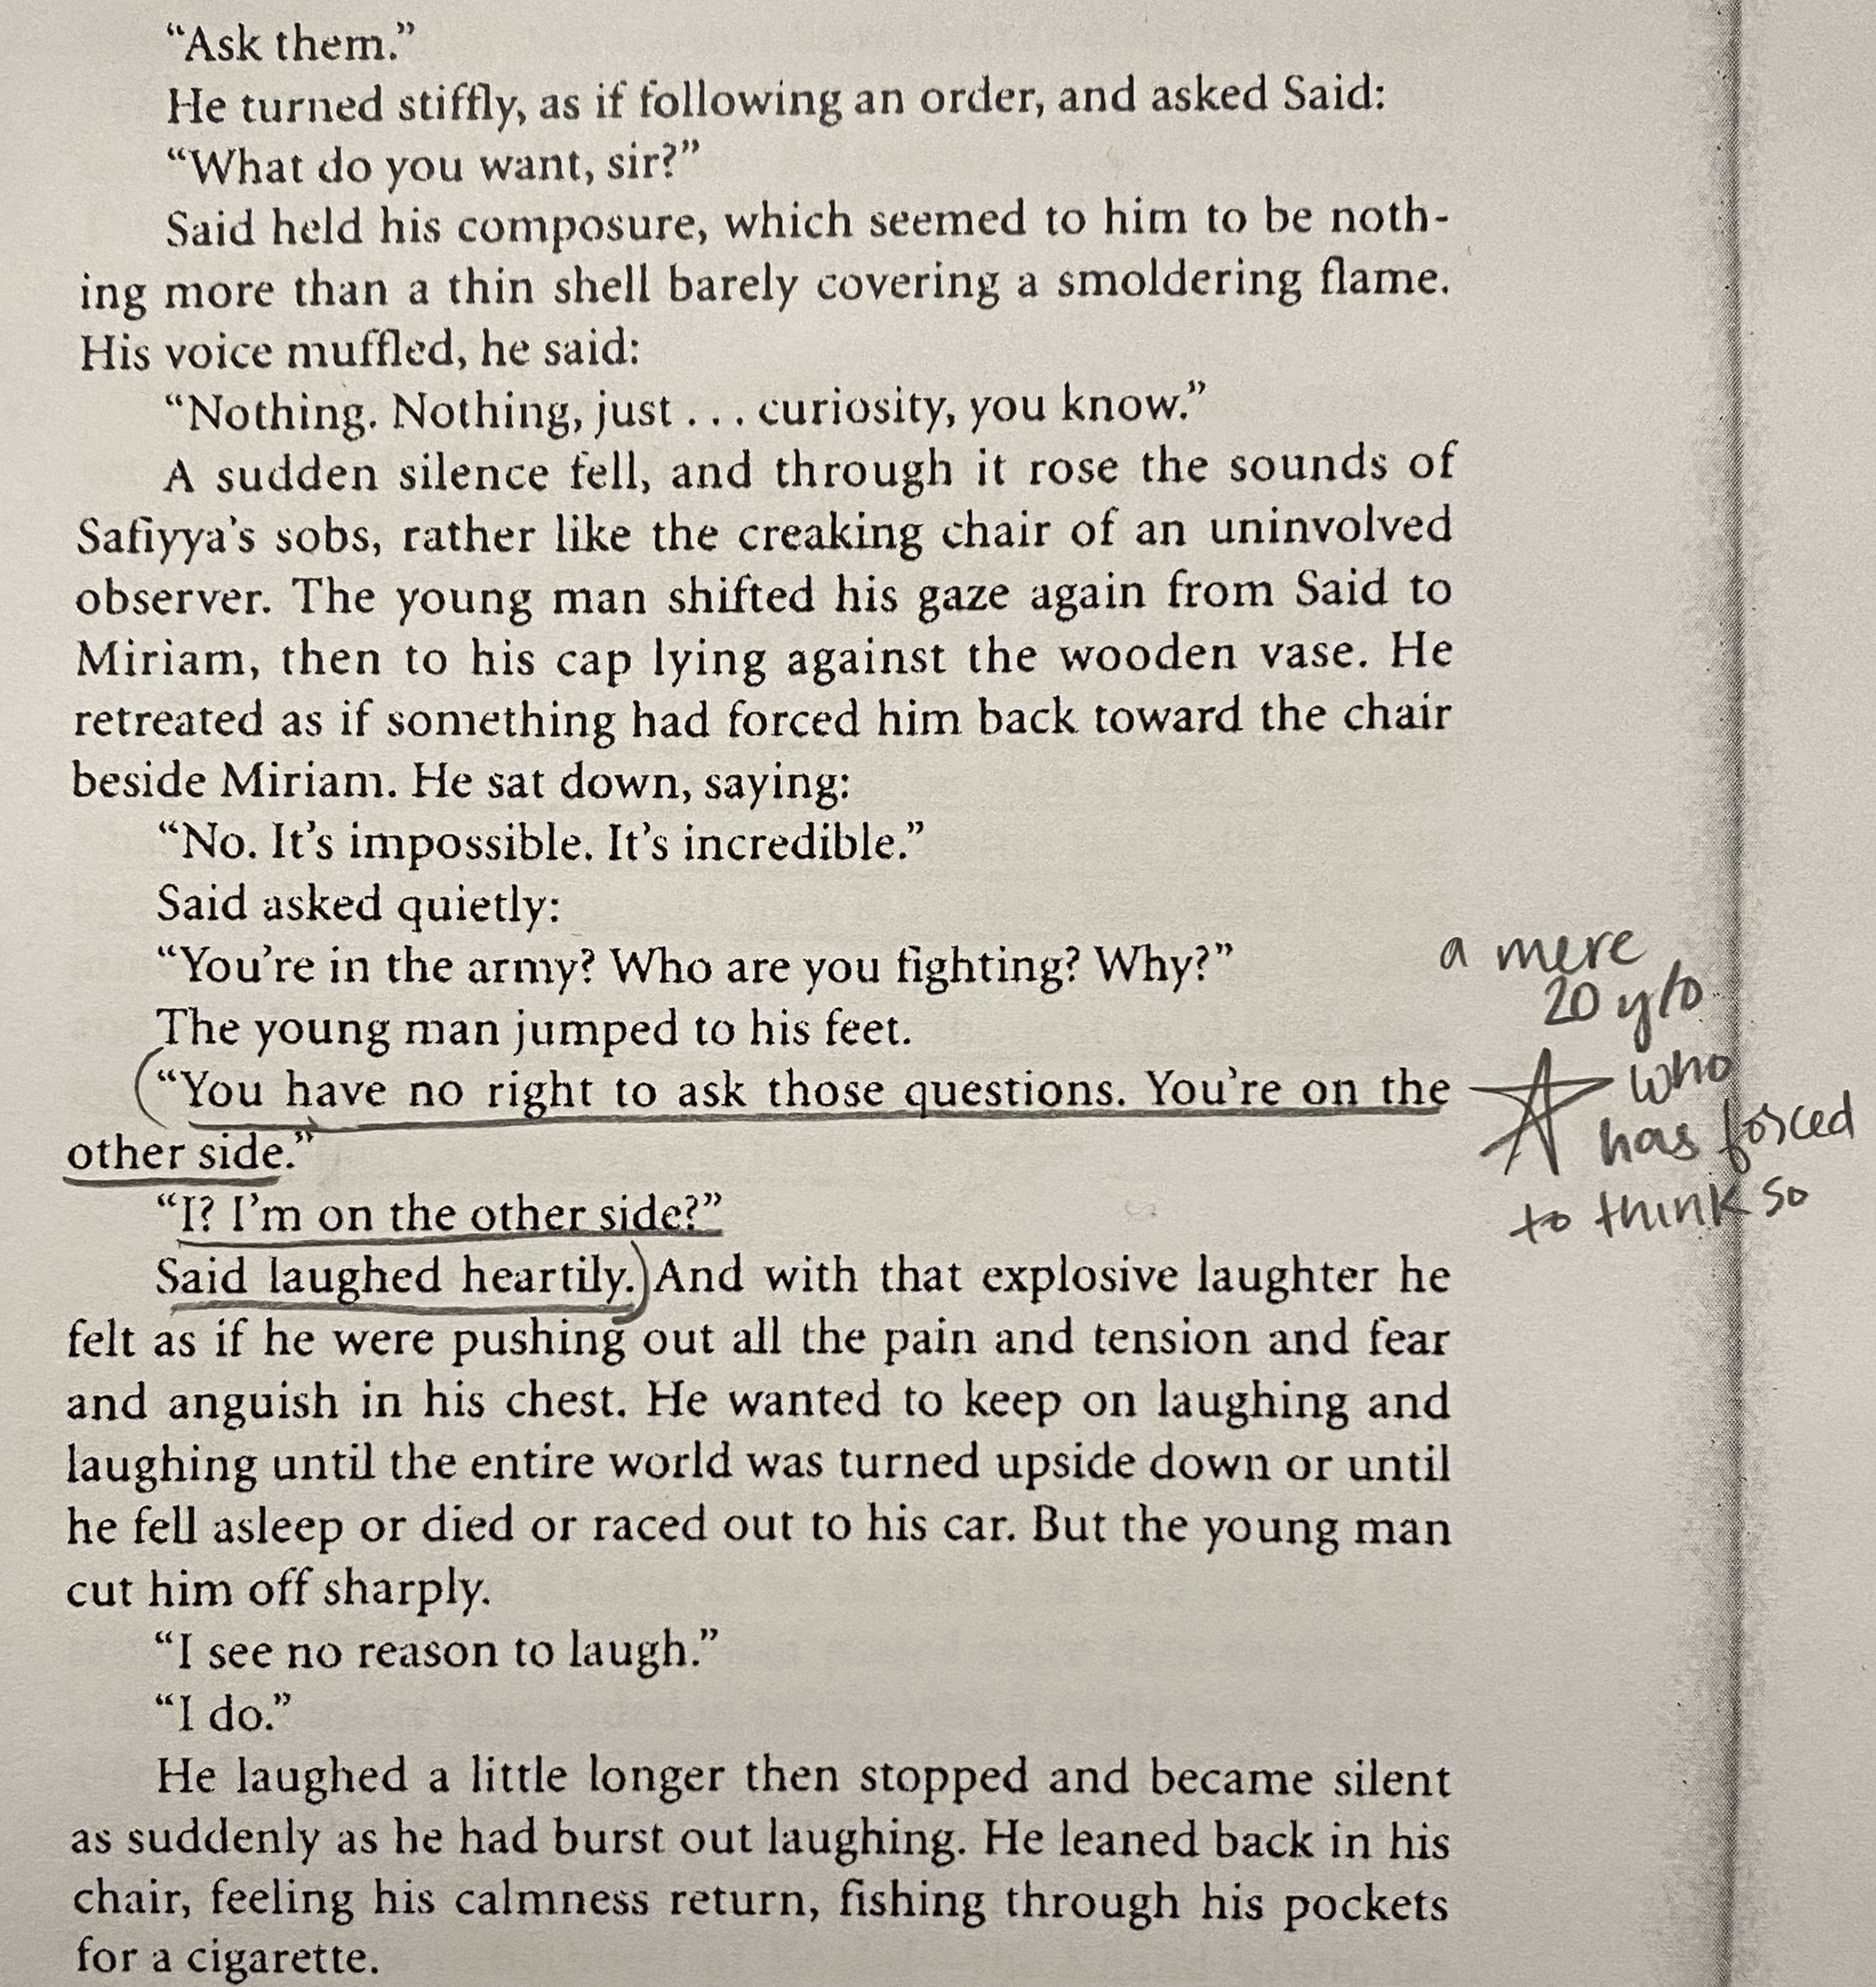 “Ask them.”
He turned stiffly, as if following an order, and asked Said:
“What do you want, sir?”
Said held his composure, which seemed to him to be noth-
ing more than a thin shell barely covering a smoldering flame.
His voice muffled, he said:
“Nothing. Nothing, just . . . curiosity, you know.”
A sudden silence fell, and through it rose the sounds of
Safiyya’s sobs, rather like the creaking chair of an uninvolved
observer. The young man shifted his gaze again from Said to
Miriam, then to his cap lying against the wooden vase. He
retreated as if something had forced him back toward the chair
beside Miriam. He sat down, saying:
“No. It’s impossible. It’s incredible.”
Said asked quietly:
“You’re in the army? Who are you fighting? Why?”
The young man jumped to his feet.
“You have no right to ask those questions. You’re on the
other side.”
“I? I’m on the other side?”
Said laughed heartily. And with that explosive laughter he
felt as if he were pushing out all the pain and tension and fear
and anguish in his chest. He wanted to keep on laughing and
laughing until the entire world was turned upside down or until
he fell asleep or died or raced out to his car. But the young man
cut him off sharply.
“I see no reason to laugh.”
“I do.”
He laughed a little longer then stopped and became silent
as suddenly as he had burst out laughing. He leaned back in his
chair, feeling his calmness return, fishing through his pockets
for a cigarette.
a mere
20 y/o
who
has forced
to think so